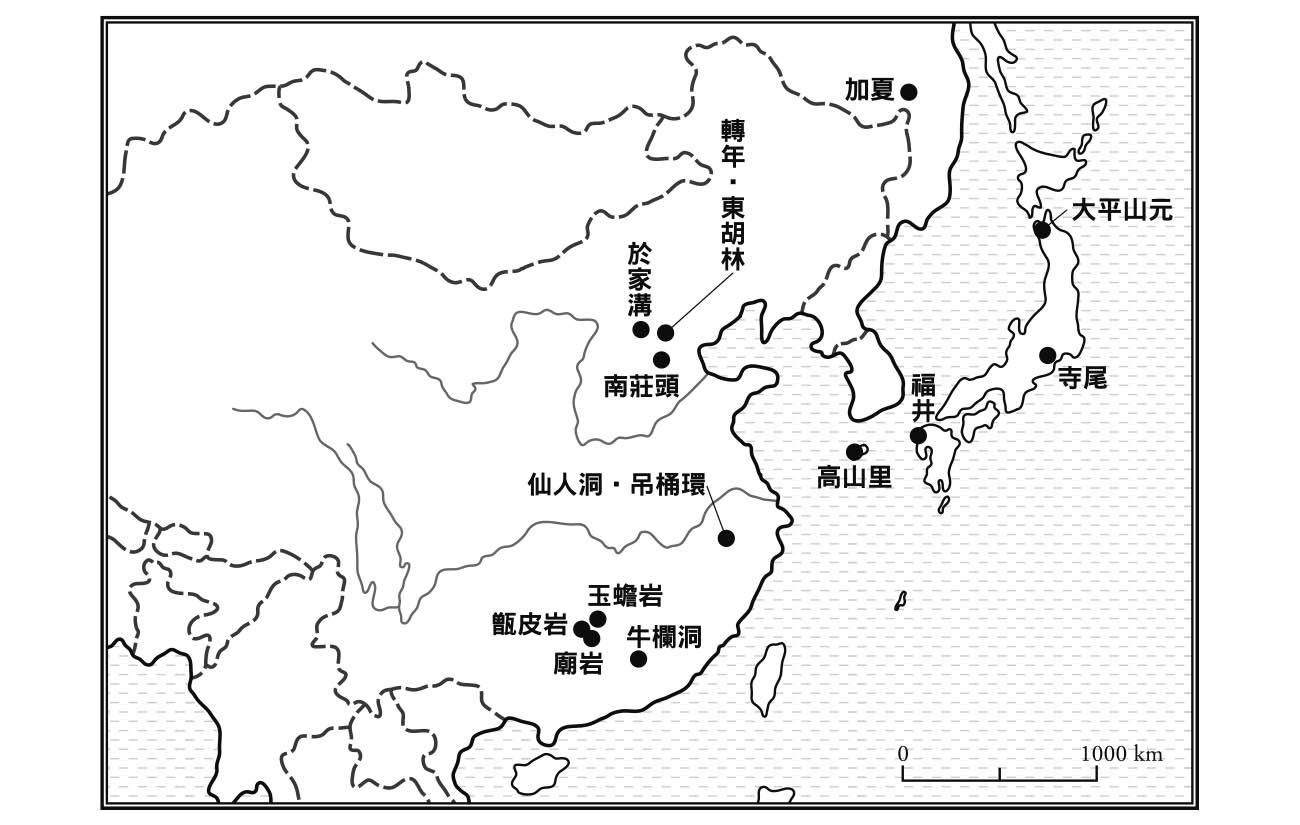 加夏
轉年・東胡林
大平山元
於家溝
南莊頭
寺尾
福井
高山里
仙人洞・吊桶環
玉蟾岩
甑皮岩
牛欄洞
廟岩
0
1000 km